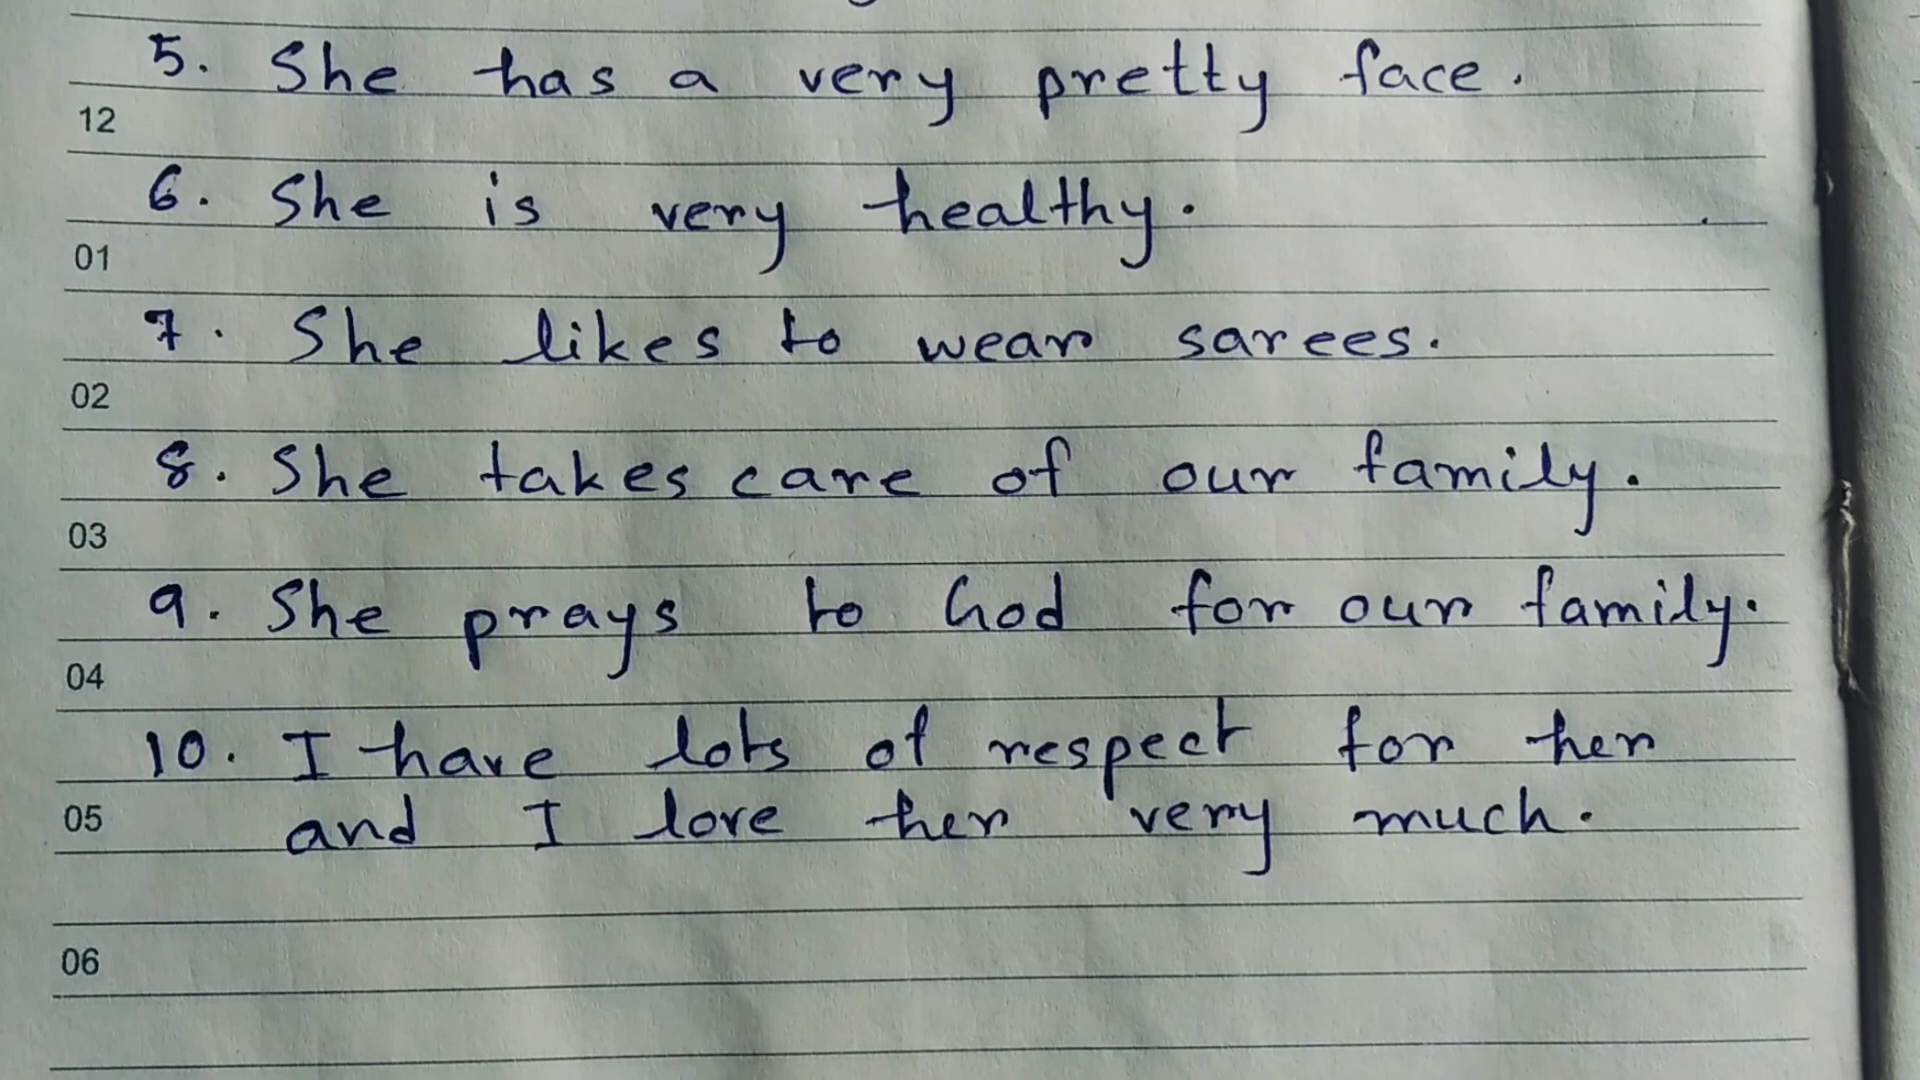 5. She has a very pretty face.
12
6. She is very healthy.
01
7. She likes to wear sarees.
02
8. She takes care of our family.
03
9. She prays to God for our family.
04
10. I have lots of respect for her
05 and I love her very much.
06